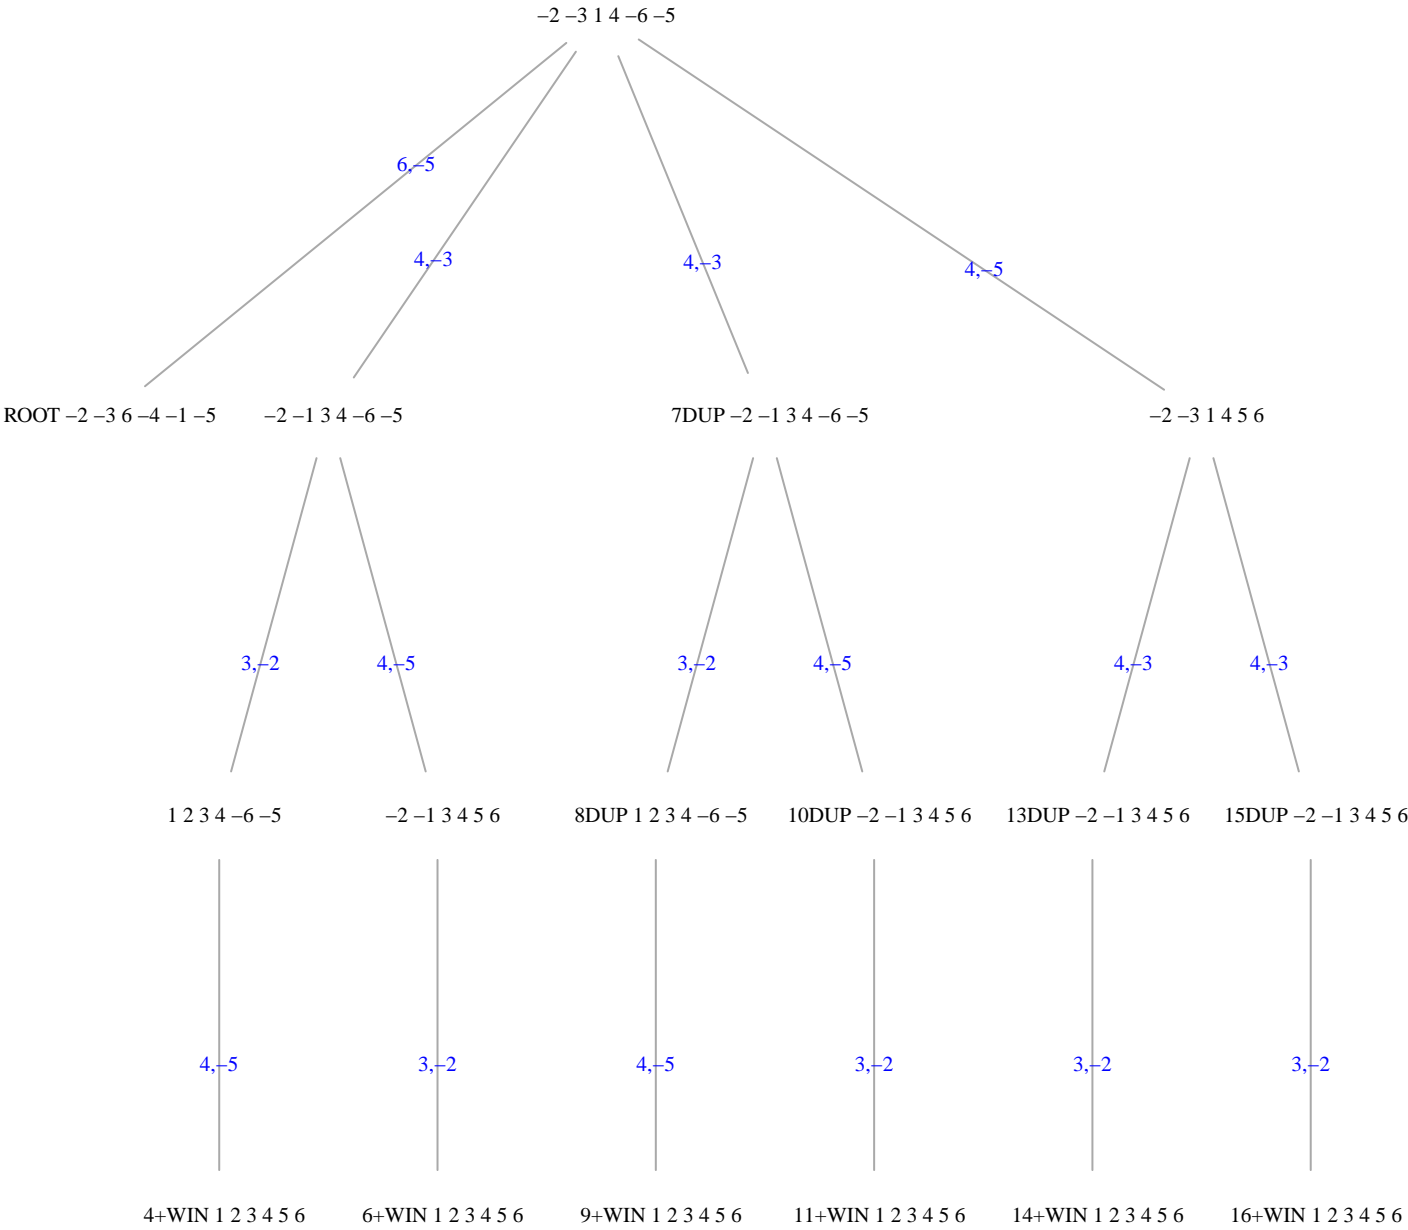 –2 –3 1 4 –6 –5
6,–5
4,–3
4,–3
4,–5
ROOT –2 –3 6 –4 –1 –5
–2 –1 3 4 –6 –5
7DUP –2 –1 3 4 –6 –5
–2 –3 1 4 5 6
3,–2
4,–5
3,–2
4,–5
4,–3
4,–3
1 2 3 4 –6 –5
–2 –1 3 4 5 6
8DUP 1 2 3 4 –6 –5
10DUP –2 –1 3 4 5 6
13DUP –2 –1 3 4 5 6
15DUP –2 –1 3 4 5 6
4,–5
3,–2
4,–5
3,–2
3,–2
3,–2
4+WIN 1 2 3 4 5 6
6+WIN 1 2 3 4 5 6
9+WIN 1 2 3 4 5 6
11+WIN 1 2 3 4 5 6
14+WIN 1 2 3 4 5 6
16+WIN 1 2 3 4 5 6